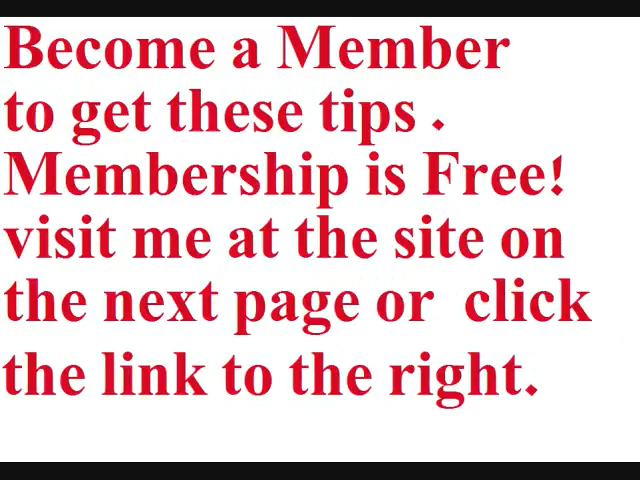 Become a Member
to get these tips .
Membership is Free!
visit me at the site on
the next page or click
the link to the right.